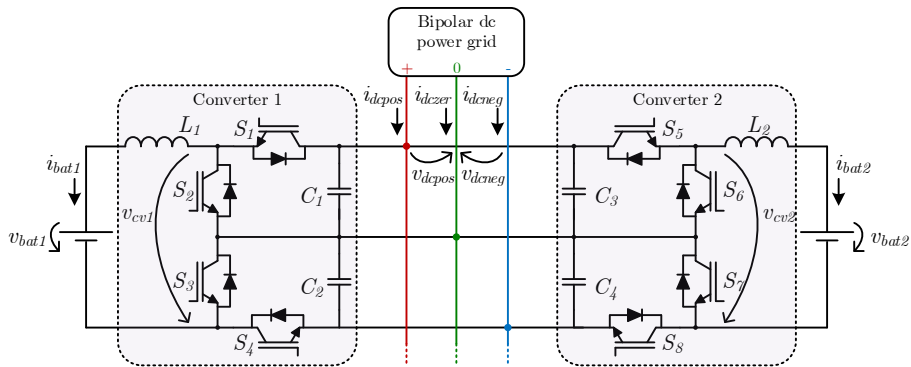 Bipolar dc
power grid
+ 0 -
i_dcpos i_dczer i_dcneg
Converter 1
Converter 2
L_1 S_1
S_5 L_2
i_bat1
i_bat2
v_dcpos v_dcneg
S_2 C_1
C_3 S_6
v_cv1
v_cv2
v_bat1
v_bat2
S_3 C_2
C_4 S_7
S_4
S_8